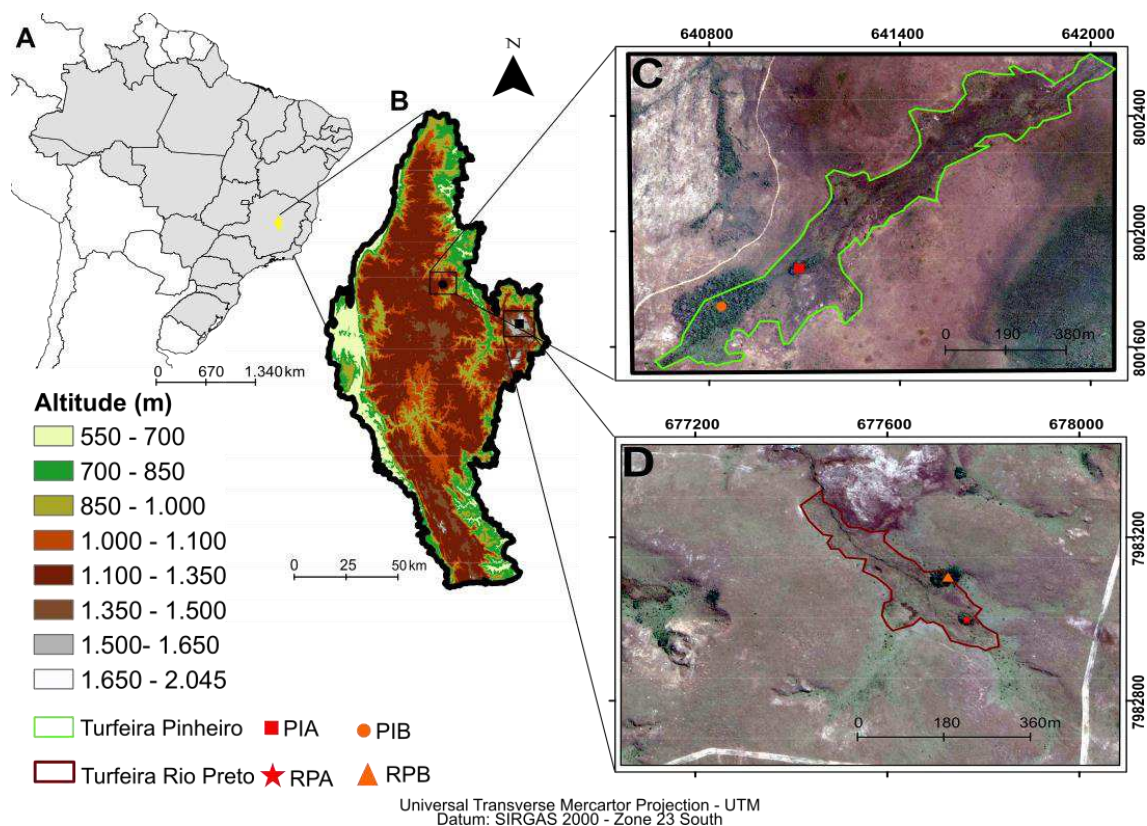 A
N
B
0 670 1.340 km
Altitude (m)
550 - 700
700 - 850
850 - 1.000
1.000 - 1.100
1.100 - 1.350
1.350 - 1.500
1.500- 1.650
1.650 - 2.045
0 25 50 km
640800 641400 642000
C
8002400
8002000
8001600
0 190 380m
677200 677600 678000
D
7983200
7982800
0 180 360m
Turfeira Pinheiro PIA PIB
Turfeira Rio Preto RPA RPB
Universal Transverse Mercartor Projection - UTM
Datum: SIRGAS 2000 - Zone 23 South